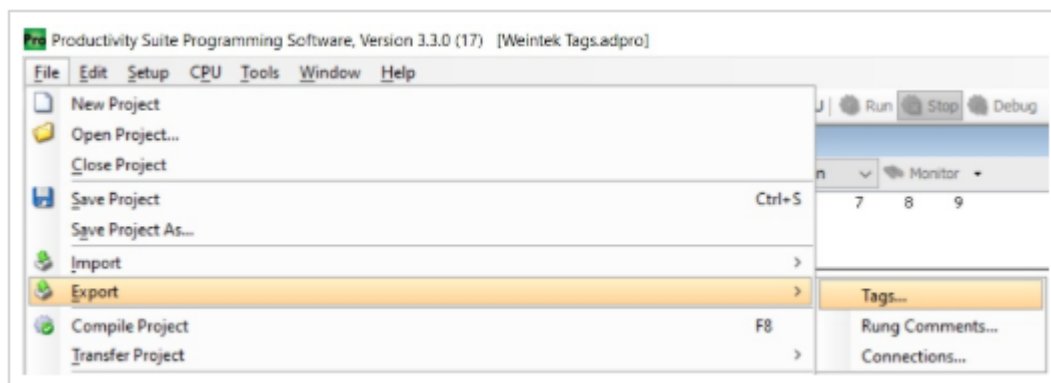 Pro Productivity Suite Programming Software, Version 3.3.0 (17) [Weintek Tags.adpro]
File Edit Setup CPU Tools Window Help
New Project
U Run Stop Debug
Open Project...
Close Project
n Monitor
Save Project Ctrl+S
7 8 9
Save Project As...
Import >
Export >
Tags...
Compile Project F8
Rung Comments...
Transfer Project >
Connections...